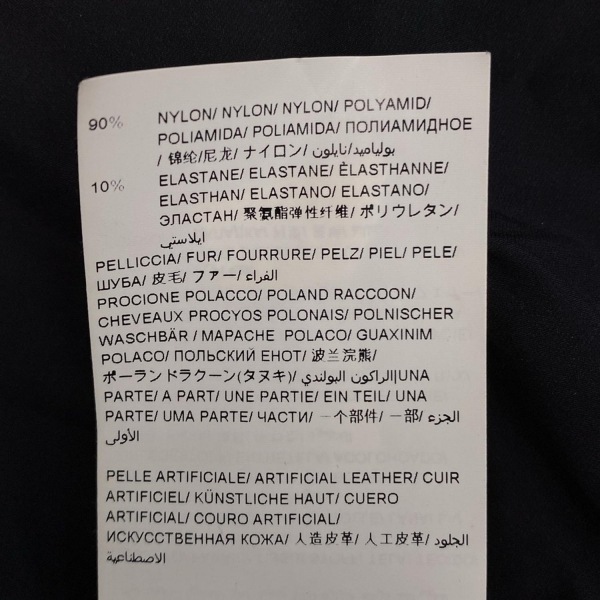 90% NYLON/ NYLON/ NYLON/ POLYAMID/
POLIAMIDA/ POLIAMIDA/ ПОЛИАМИДНОЕ
/ 锦纶/尼龙/ ナイロン/ بولياميد/نايلون
10% ELASTANE/ ELASTANE/ ÈLASTHANNE/
ELASTHAN/ ELASTANO/ ELASTANO/
ЭЛАСТАН/ 聚氨酯弹性纤维/ ポリウレタン/
ايلاستي
PELLICCIA/ FUR/ FOURRURE/ PELZ/ PIEL/ PELE/
ШУБА/ 皮毛/ ファー/ الفراء/
PROCIONE POLACCO/ POLAND RACCOON/
CHEVEAUX PROCYOS POLONAIS/ POLNISCHER
WASCHBÄR / MAPACHE POLACO/ GUAXINIM
POLACO/ ПОЛЬСКИЙ ЕНОТ/ 波兰浣熊/
ポーランドラクーン(タヌキ)/ الراكون البولندي||UNA
PARTE/ A PART/ UNE PARTIE/ EIN TEIL/ UNA
PARTE/ UMA PARTE/ ЧАСТИ/ 一个部件/ 一部/ الجزء
الأولى
PELLE ARTIFICIALE/ ARTIFICIAL LEATHER/ CUIR
ARTIFICIEL/ KÜNSTLICHE HAUT/ CUERO
ARTIFICIAL/ COURO ARTIFICIAL/
ИСКУССТВЕННАЯ КОЖА/ 人造皮革/ 人工皮革/ الجلود
الاصطناعية